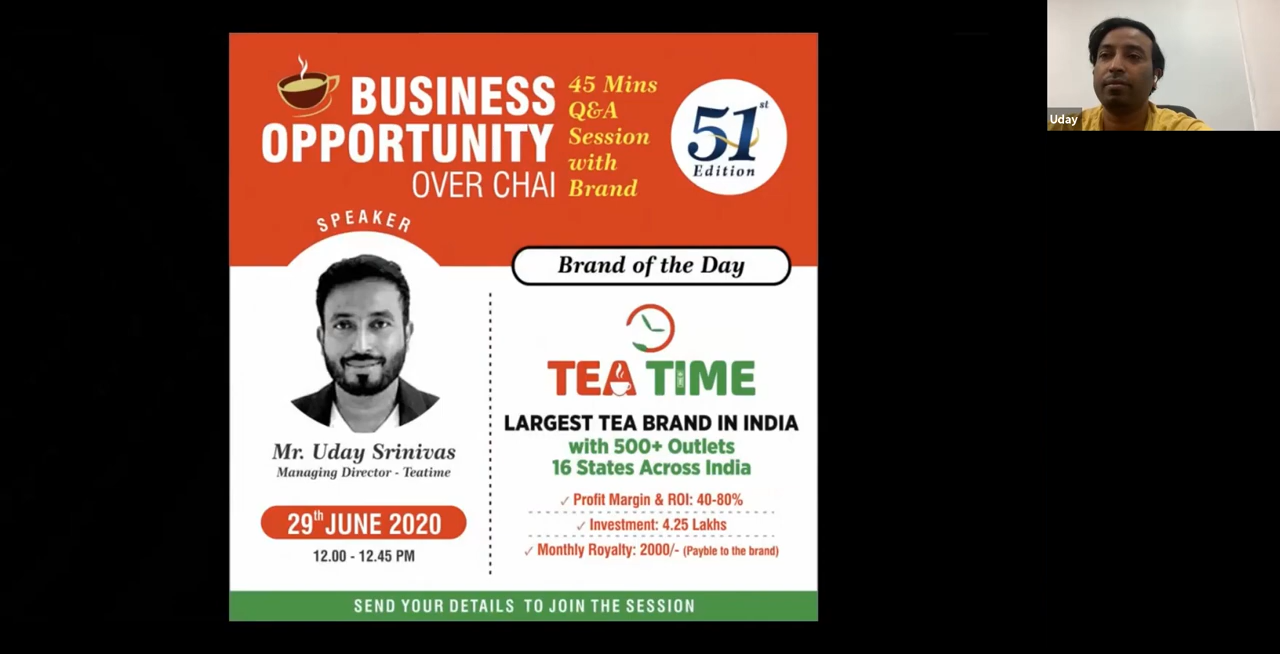 BUSINESS
OPPORTUNITY
OVER CHAI
45 Mins
Q&A
Session
with
Brand
51st
Edition
SPEAKER
Mr. Uday Srinivas
Managing Director - Teatime
29th JUNE 2020
12.00 - 12.45 PM
Brand of the Day
TEA TIME
LARGEST TEA BRAND IN INDIA
with 500+ Outlets
16 States Across India
✓ Profit Margin & ROI: 40-80%
✓ Investment: 4.25 Lakhs
✓ Monthly Royalty: 2000/- (Payble to the brand)
SEND YOUR DETAILS TO JOIN THE SESSION
Uday